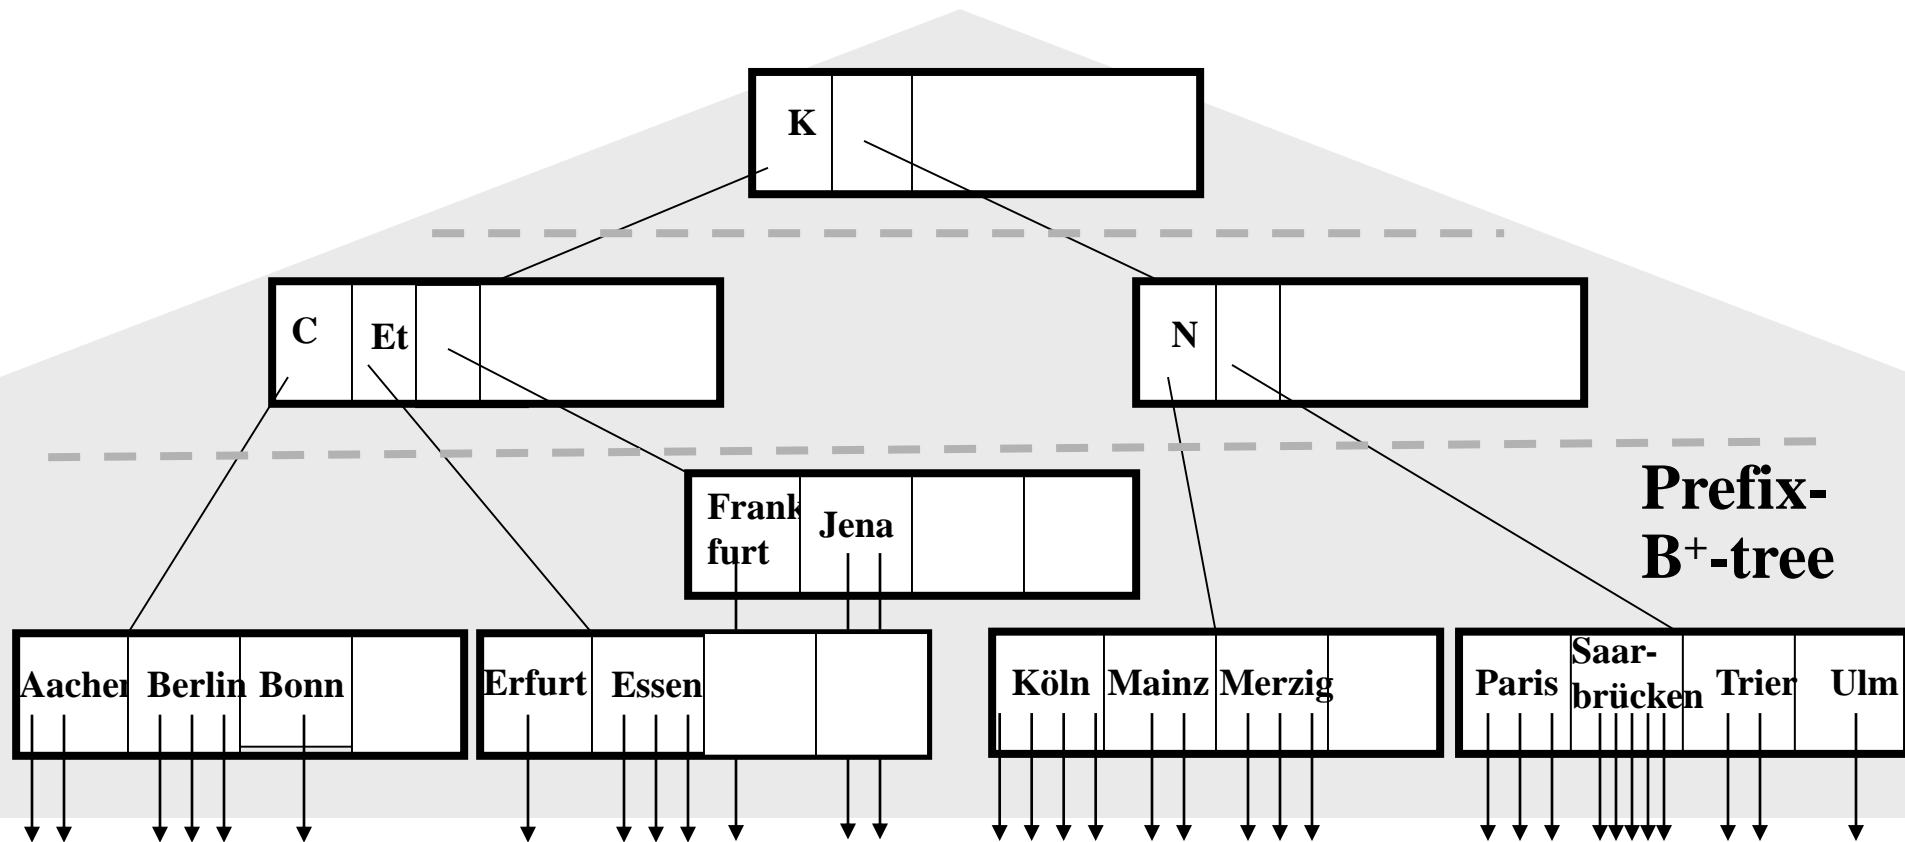 K
C
Et
N
Prefix-
B⁺-tree
Frank
furt
Jena
Aachen
Berlin
Bonn
Erfurt
Essen
Köln
Mainz
Merzig
Paris
Saar-
brücken
Trier
Ulm